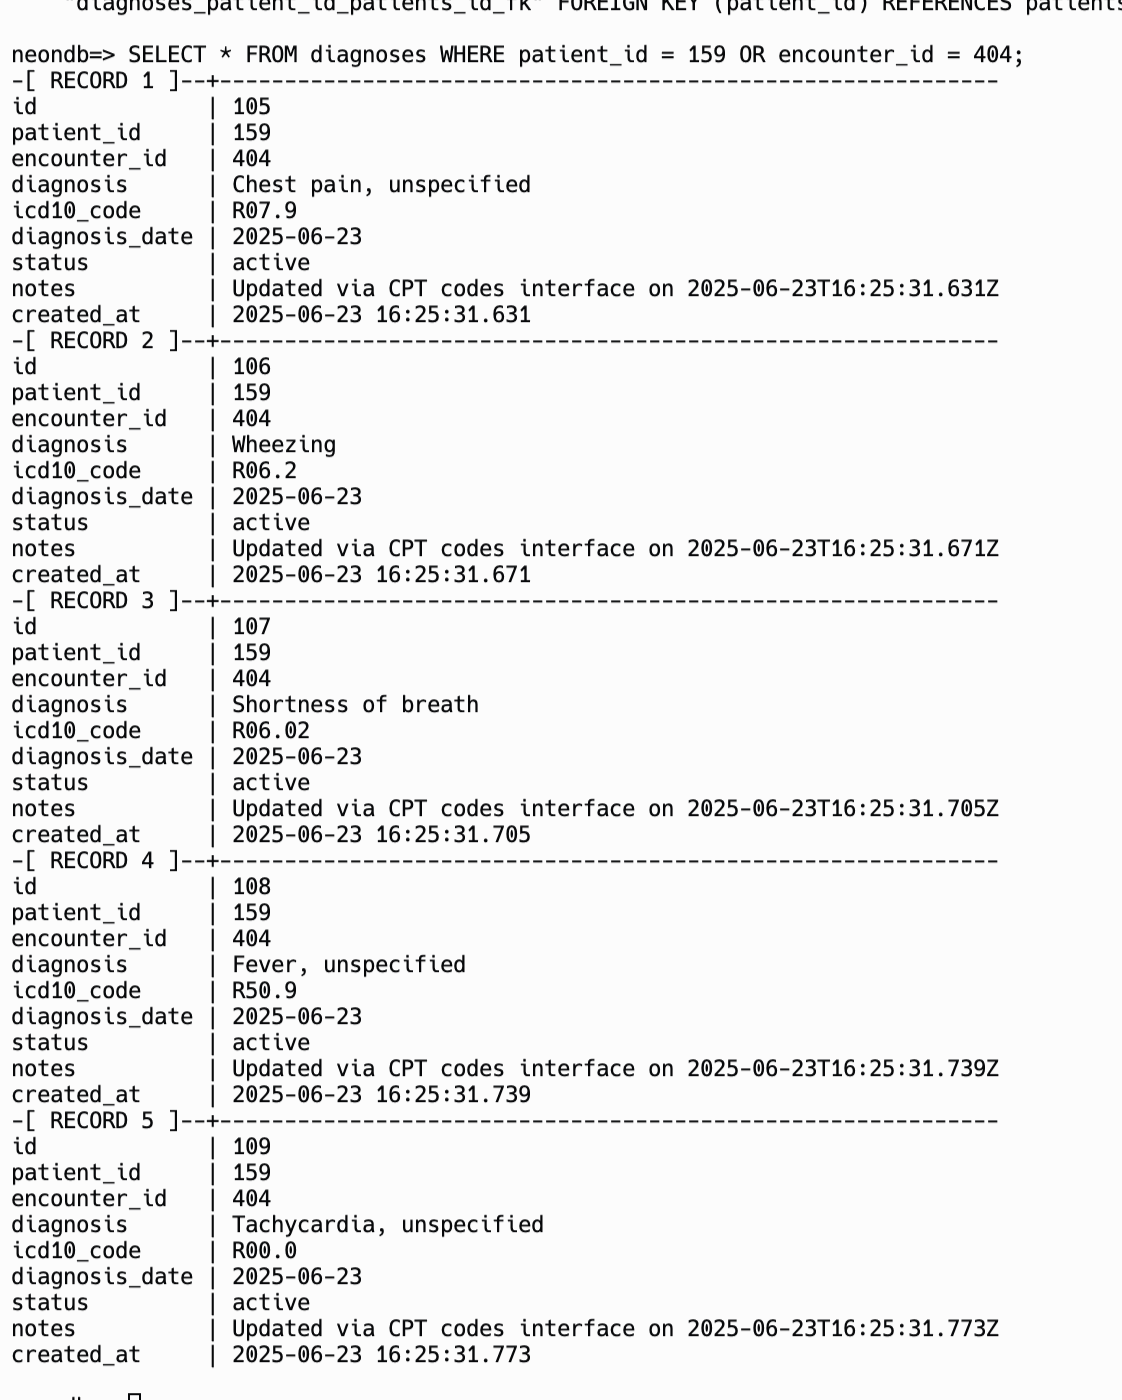 "diagnoses_patient_id_patients_id_fk" FOREIGN KEY (patient_id) REFERENCES patients
neondb=> SELECT * FROM diagnoses WHERE patient_id = 159 OR encounter_id = 404;
-[ RECORD 1 ]--+------------------------------------------------------------
id             | 105
patient_id     | 159
encounter_id   | 404
diagnosis      | Chest pain, unspecified
icd10_code     | R07.9
diagnosis_date | 2025-06-23
status         | active
notes          | Updated via CPT codes interface on 2025-06-23T16:25:31.631Z
created_at     | 2025-06-23 16:25:31.631
-[ RECORD 2 ]--+------------------------------------------------------------
id             | 106
patient_id     | 159
encounter_id   | 404
diagnosis      | Wheezing
icd10_code     | R06.2
diagnosis_date | 2025-06-23
status         | active
notes          | Updated via CPT codes interface on 2025-06-23T16:25:31.671Z
created_at     | 2025-06-23 16:25:31.671
-[ RECORD 3 ]--+------------------------------------------------------------
id             | 107
patient_id     | 159
encounter_id   | 404
diagnosis      | Shortness of breath
icd10_code     | R06.02
diagnosis_date | 2025-06-23
status         | active
notes          | Updated via CPT codes interface on 2025-06-23T16:25:31.705Z
created_at     | 2025-06-23 16:25:31.705
-[ RECORD 4 ]--+------------------------------------------------------------
id             | 108
patient_id     | 159
encounter_id   | 404
diagnosis      | Fever, unspecified
icd10_code     | R50.9
diagnosis_date | 2025-06-23
status         | active
notes          | Updated via CPT codes interface on 2025-06-23T16:25:31.739Z
created_at     | 2025-06-23 16:25:31.739
-[ RECORD 5 ]--+------------------------------------------------------------
id             | 109
patient_id     | 159
encounter_id   | 404
diagnosis      | Tachycardia, unspecified
icd10_code     | R00.0
diagnosis_date | 2025-06-23
status         | active
notes          | Updated via CPT codes interface on 2025-06-23T16:25:31.773Z
created_at     | 2025-06-23 16:25:31.773